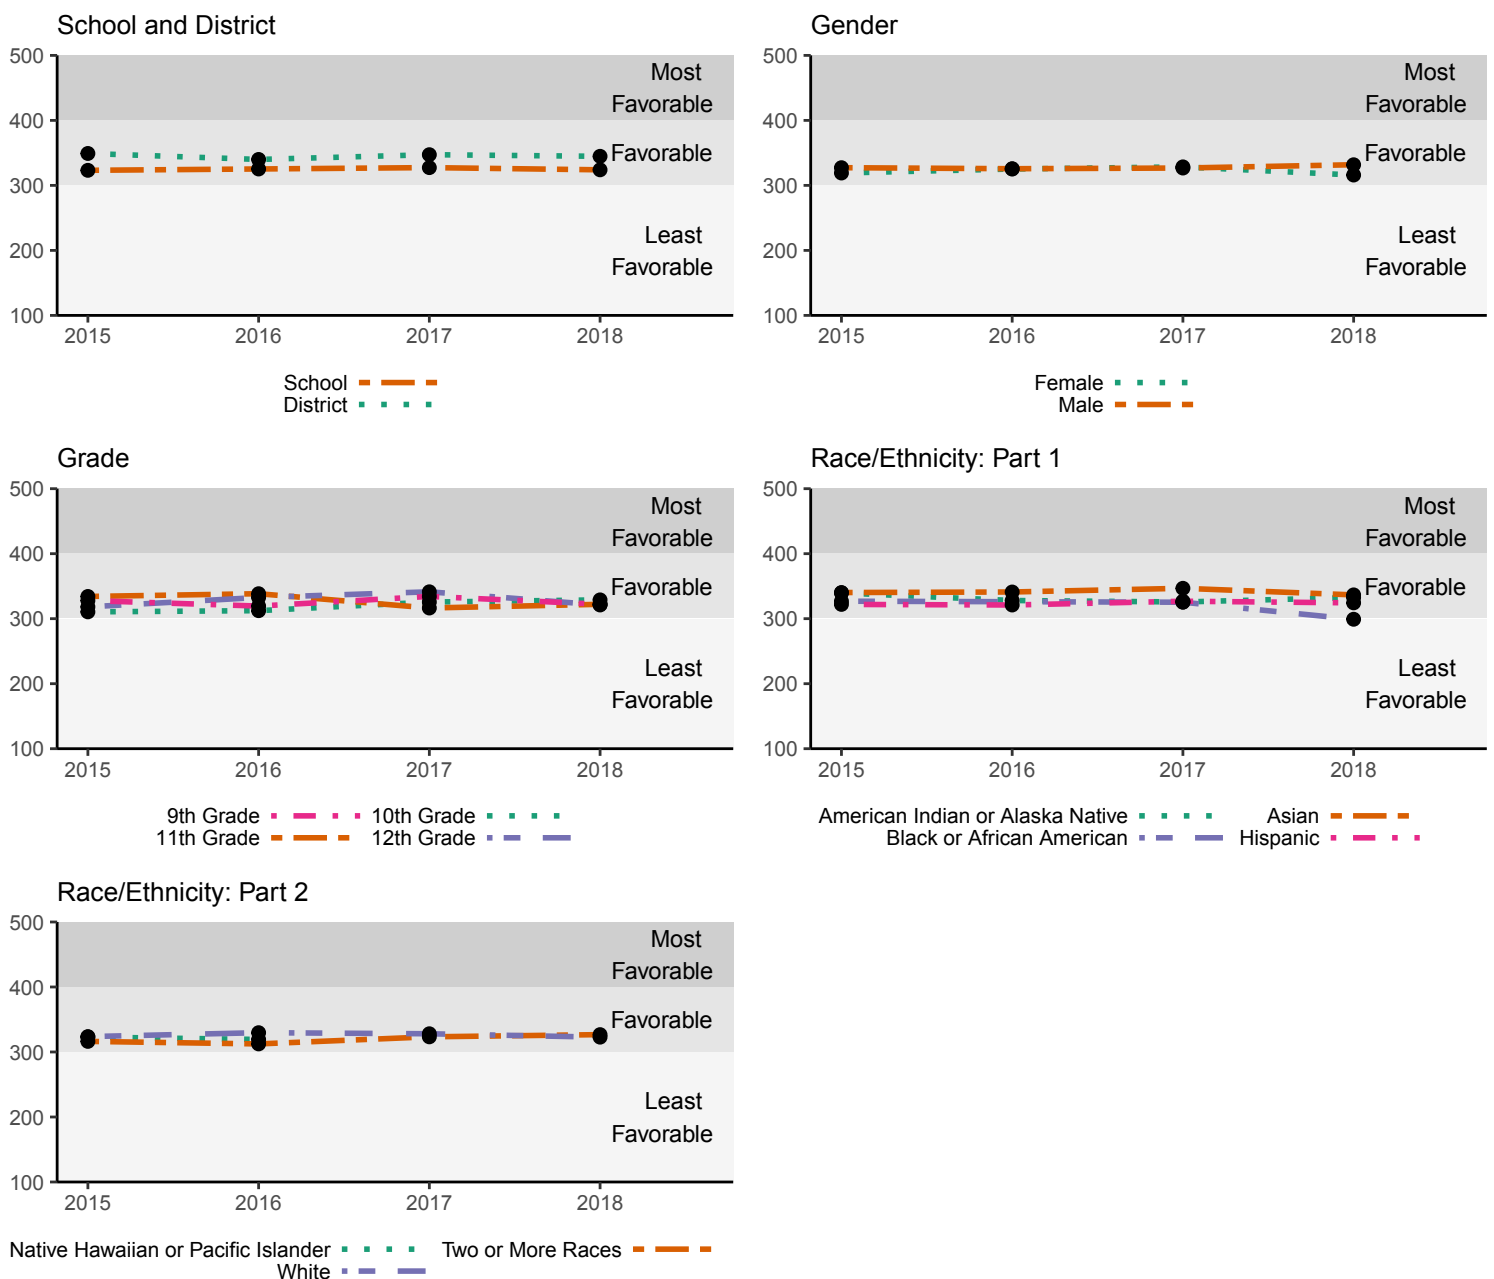 School and District
500
400
300
200
100
Most
Favorable
Favorable
Least
Favorable
2015 2016 2017 2018
School
District
Gender
500
400
300
200
100
Most
Favorable
Favorable
Least
Favorable
2015 2016 2017 2018
Female
Male
Grade
500
400
300
200
100
Most
Favorable
Favorable
Least
Favorable
2015 2016 2017 2018
9th Grade 10th Grade
11th Grade 12th Grade
Race/Ethnicity: Part 1
500
400
300
200
100
Most
Favorable
Favorable
Least
Favorable
2015 2016 2017 2018
American Indian or Alaska Native Asian
Black or African American Hispanic
Race/Ethnicity: Part 2
500
400
300
200
100
Most
Favorable
Favorable
Least
Favorable
2015 2016 2017 2018
Native Hawaiian or Pacific Islander Two or More Races
White